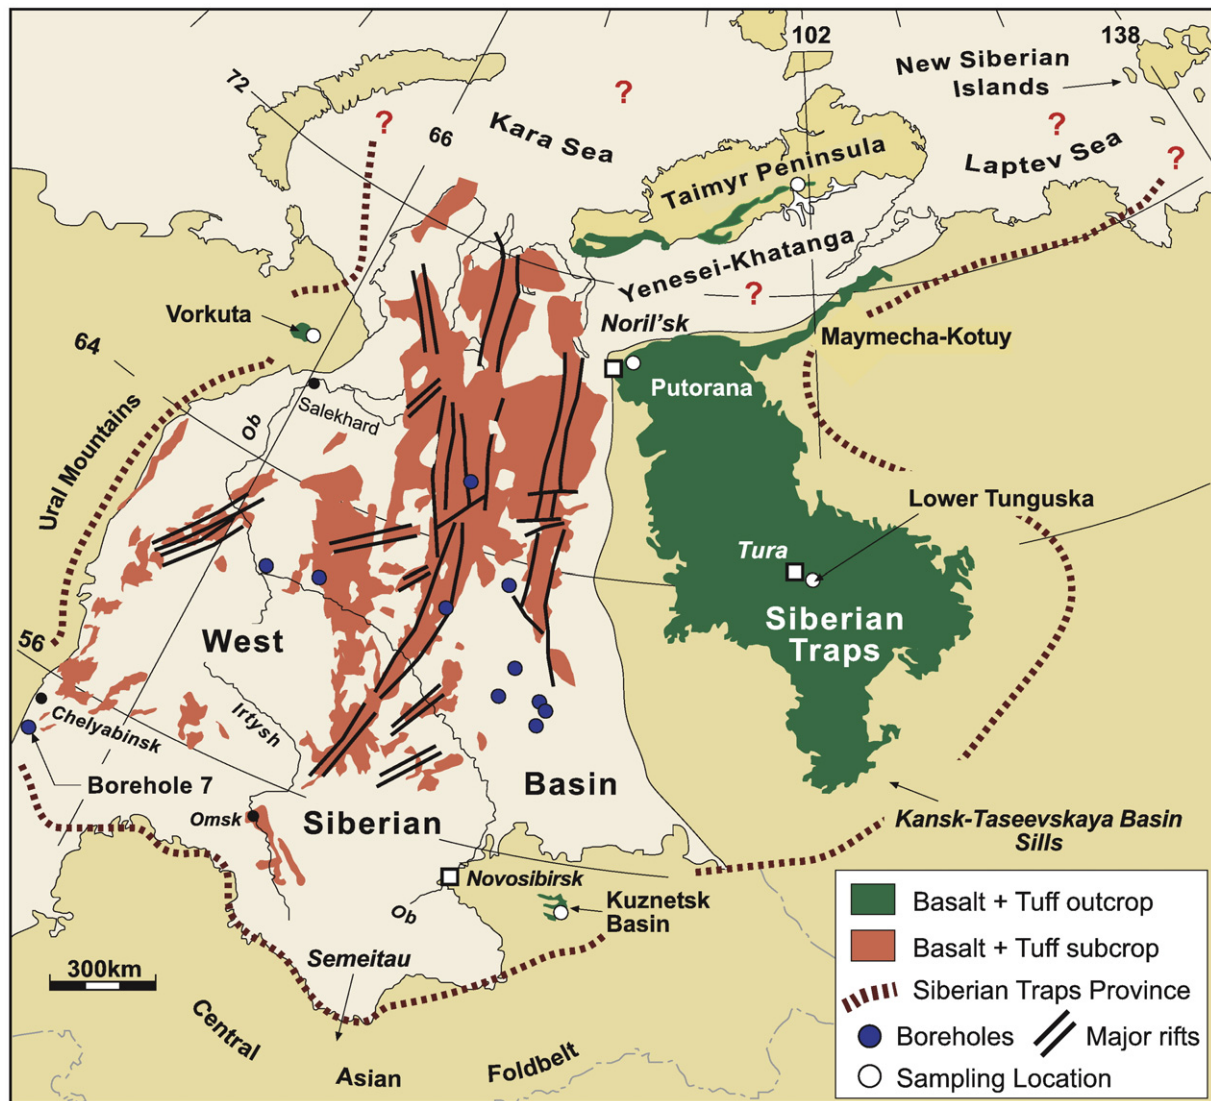 102
138
New Siberian
Islands
72
?
?
66
Kara Sea
?
Laptev Sea
?
Taimyr Peninsula
Yenesei-Khatanga
?
Vorkuta
Noril'sk
Maymecha-Kotuy
64
Putorana
Salekhard
Ob
Ural Mountains
Lower Tunguska
Tura
Siberian
Traps
56
West
Irtysh
Chelyabinsk
Borehole 7
Basin
Omsk
Siberian
Kansk-Taseevskaya Basin
Sills
Novosibirsk
Ob
Kuznetsk
Basin
Semeitau
300km
Central
Asian
Foldbelt
Basalt + Tuff outcrop
Basalt + Tuff subcrop
Siberian Traps Province
Boreholes
Major rifts
Sampling Location